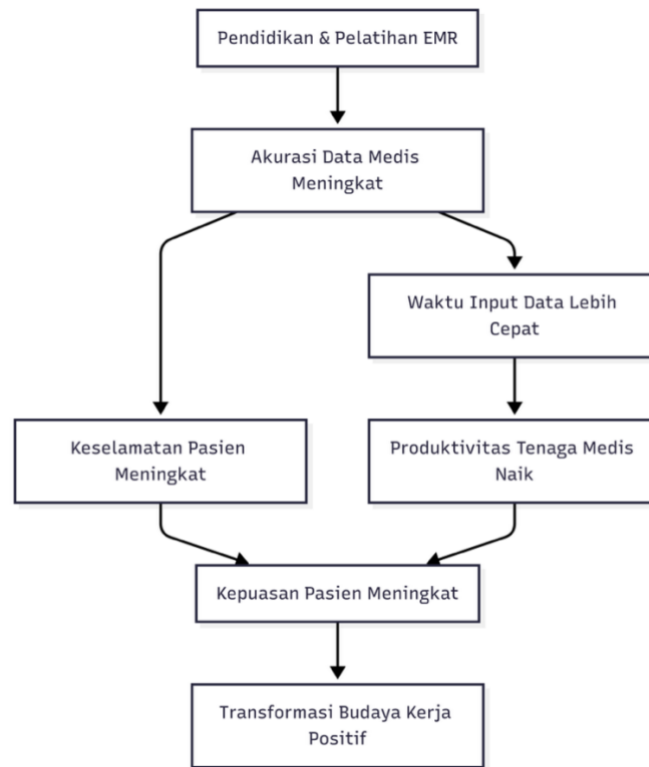 Pendidikan & Pelatihan EMR
Akurasi Data Medis
Meningkat
Waktu Input Data Lebih
Cepat
Keselamatan Pasien
Meningkat
Produktivitas Tenaga Medis
Naik
Kepuasan Pasien Meningkat
Transformasi Budaya Kerja
Positif